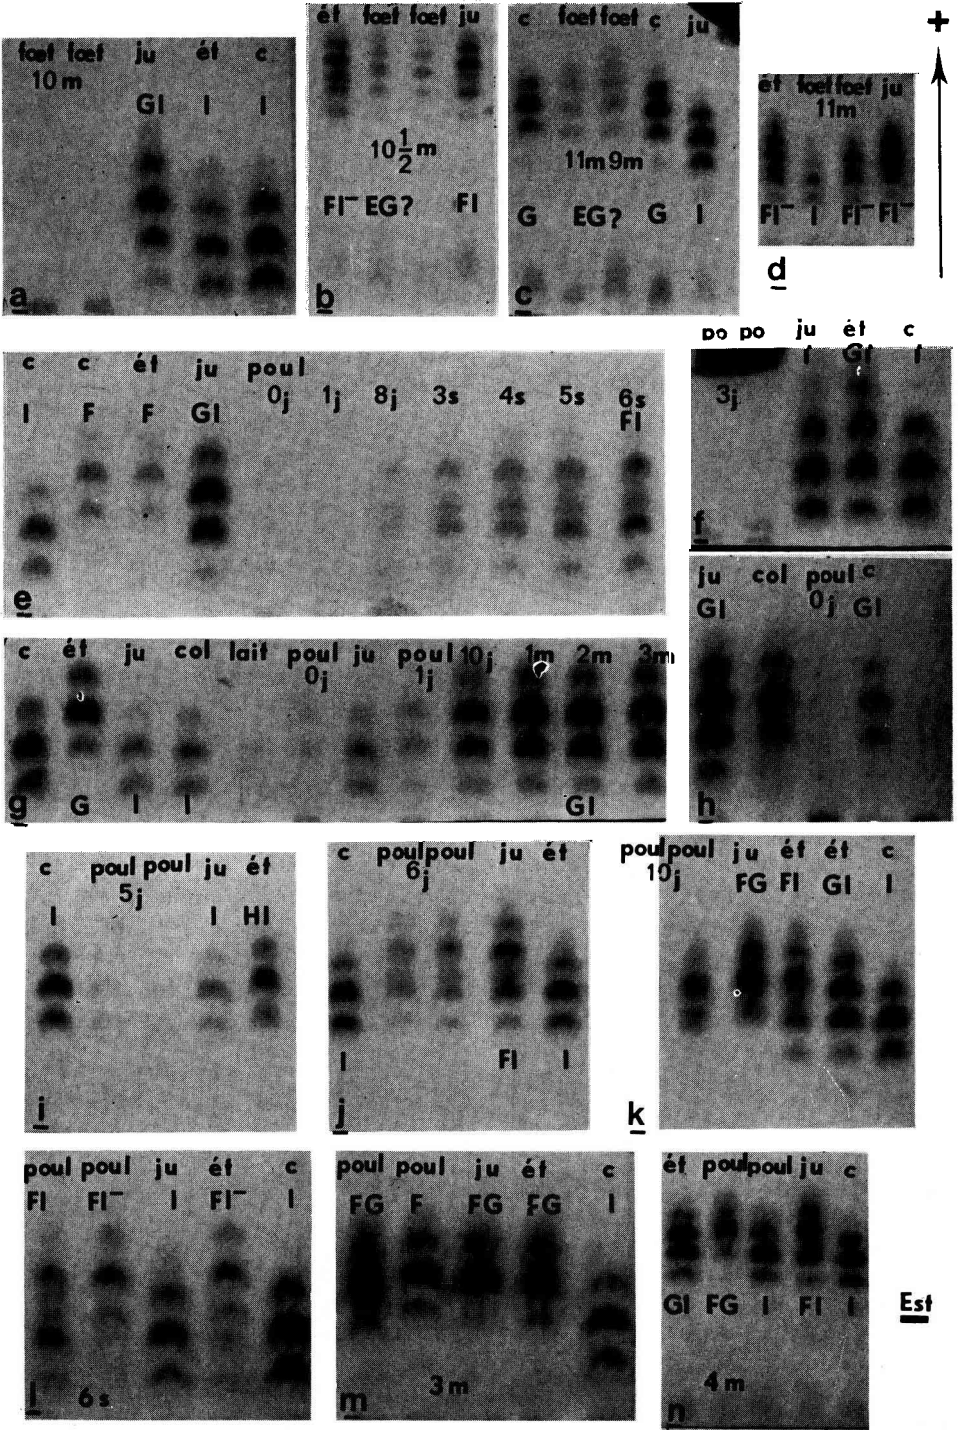 fœt fœt ju ét c
10 m
GI I I
a
ét fœt fœt ju
10 1/2 m
FI⁻ EG? FI
b
c fœt fœt c ju
11m 9m
G EG? G I
c
+
ét fœt fœt ju
11m
FI⁻ I FI⁻ FI⁻
d
c c ét ju poul
0j 1j 8j 3s 4s 5s 6s
I F F GI FI
e
po po ju ét c
I GI I
3j
f
c ét ju col lait poul ju poul 10j 1m 2m 3m
0j 1j
G I I GI
g
ju col poul c
GI 0j GI
h
c poul poul ju ét
5j
I I HI
i
c poul poul ju ét
6j
I FI I
j
poul poul ju ét ét c
10j FG FI GI I
k
poul poul ju ét c
FI FI⁻ I FI⁻ I
l 6s
poul poul ju ét c
FG F FG FG I
m 3m
ét poul poul ju c
GI FG I FI I
4m
n
Est